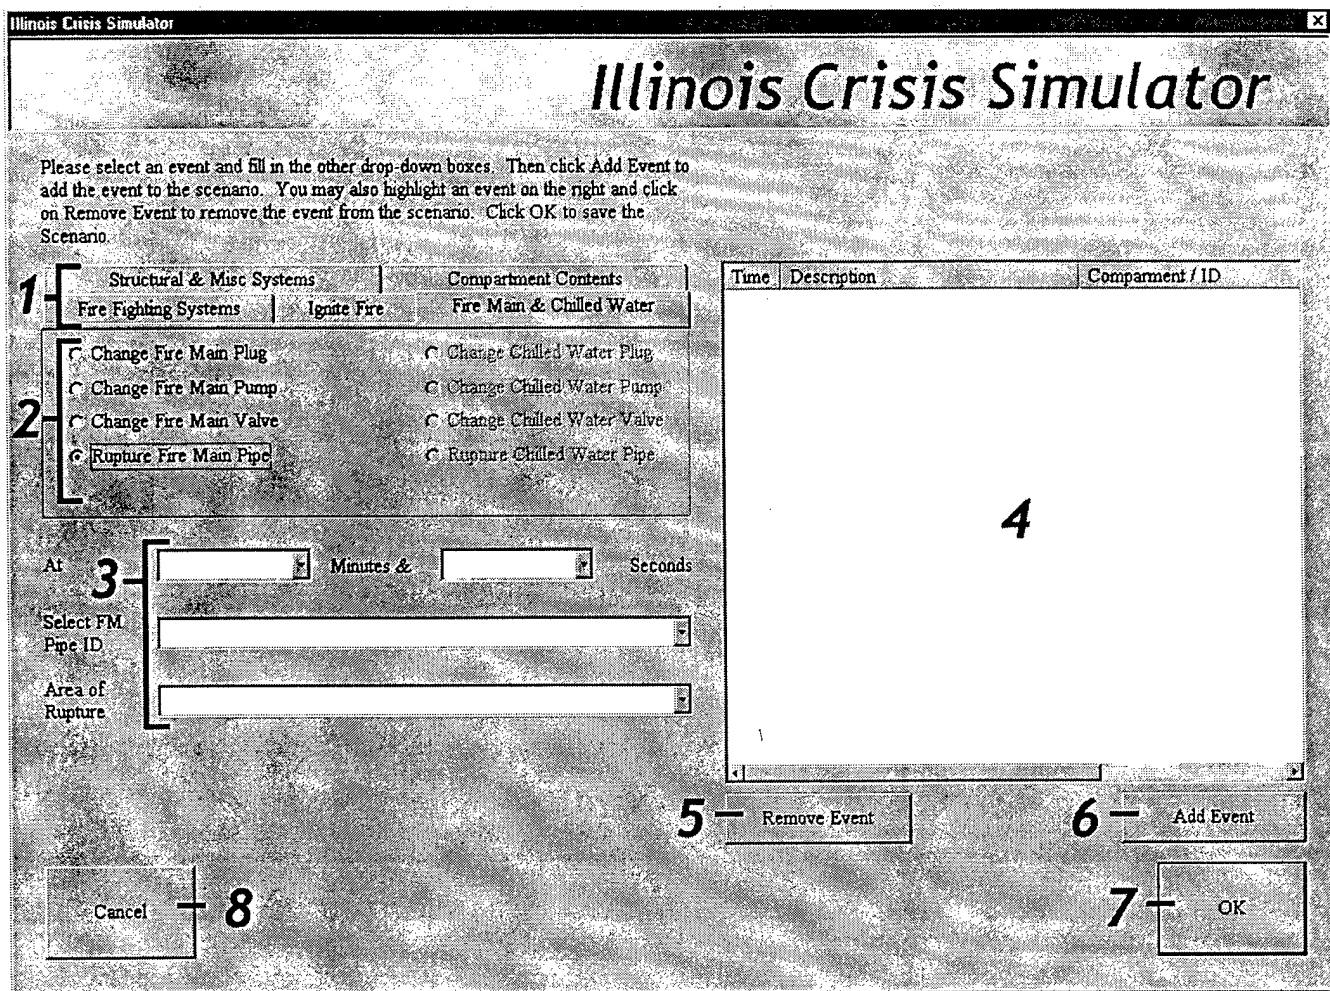 Illinois Crisis Simulator
Illinois Crisis Simulator
Please select an event and fill in the other drop-down boxes. Then click Add Event to
add the event to the scenario. You may also highlight an event on the right and click
on Remove Event to remove the event from the scenario. Click OK to save the
Scenario.
1
Structural & Misc Systems
Compartment Contents
Fire Fighting Systems
Ignite Fire
Fire Main & Chilled Water
2
Change Fire Main Plug
Change Chilled Water Plug
Change Fire Main Pump
Change Chilled Water Pump
Change Fire Main Valve
Change Chilled Water Valve
Rupture Fire Main Pipe
Rupture Chilled Water Pipe
3
At
Minutes &
Seconds
Select FM
Pipe ID
Area of
Rupture
Time
Description
Comparment / ID
4
5
Remove Event
6
Add Event
7
OK
8
Cancel